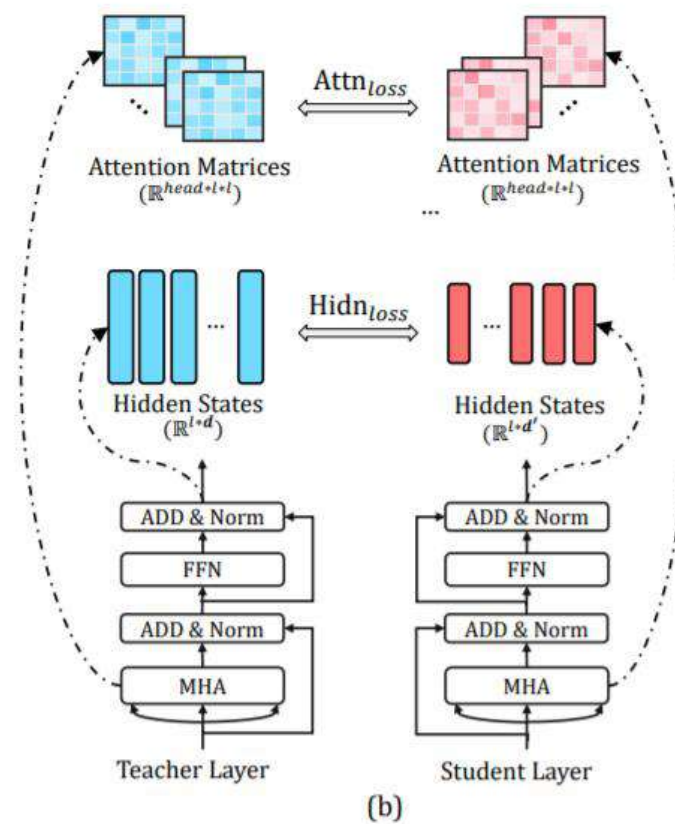 Attn_loss
Attention Matrices
(ℝ^{head*l*l})
Attention Matrices
(ℝ^{head*l*l})
...
Hidn_loss
...
...
Hidden States
(ℝ^{l*d})
Hidden States
(ℝ^{l*d'})
ADD & Norm
ADD & Norm
FFN
FFN
ADD & Norm
ADD & Norm
MHA
MHA
Teacher Layer
Student Layer
(b)